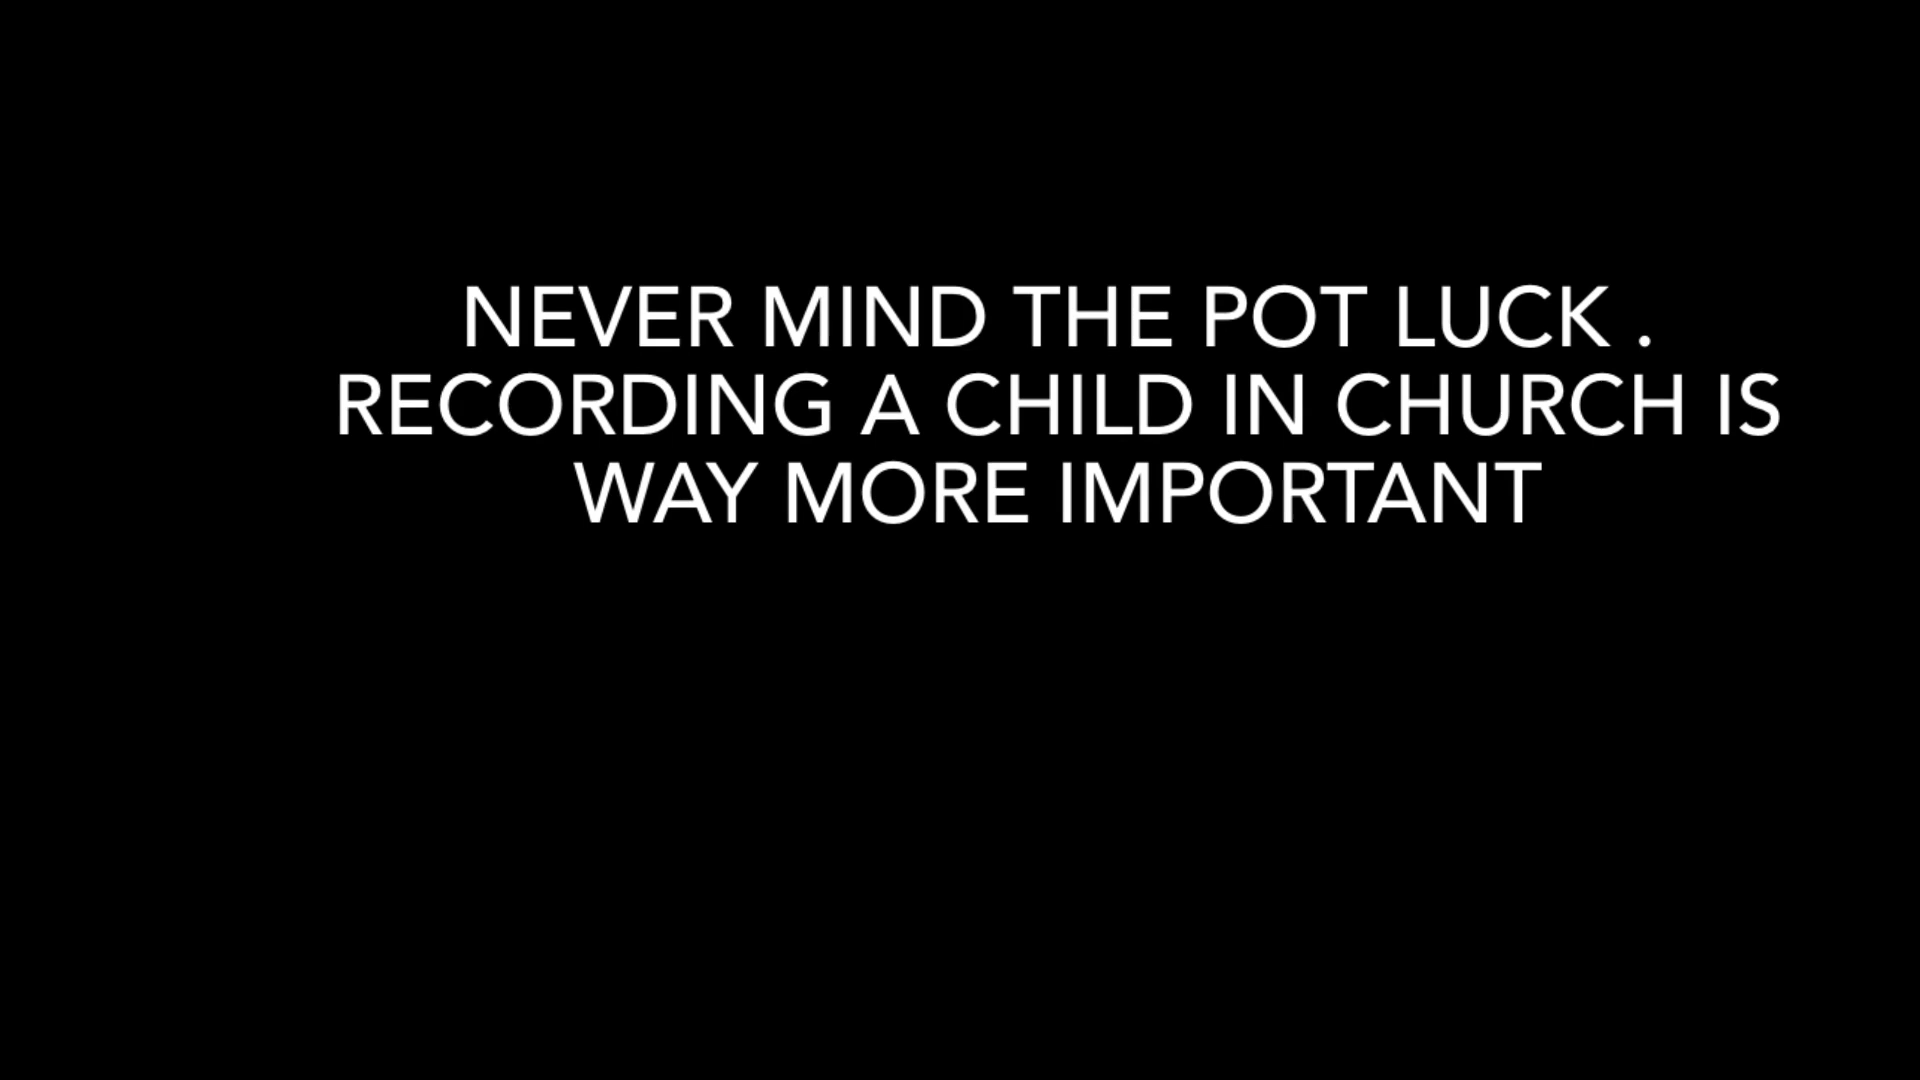 NEVER MIND THE POT LUCK .
RECORDING A CHILD IN CHURCH IS
WAY MORE IMPORTANT